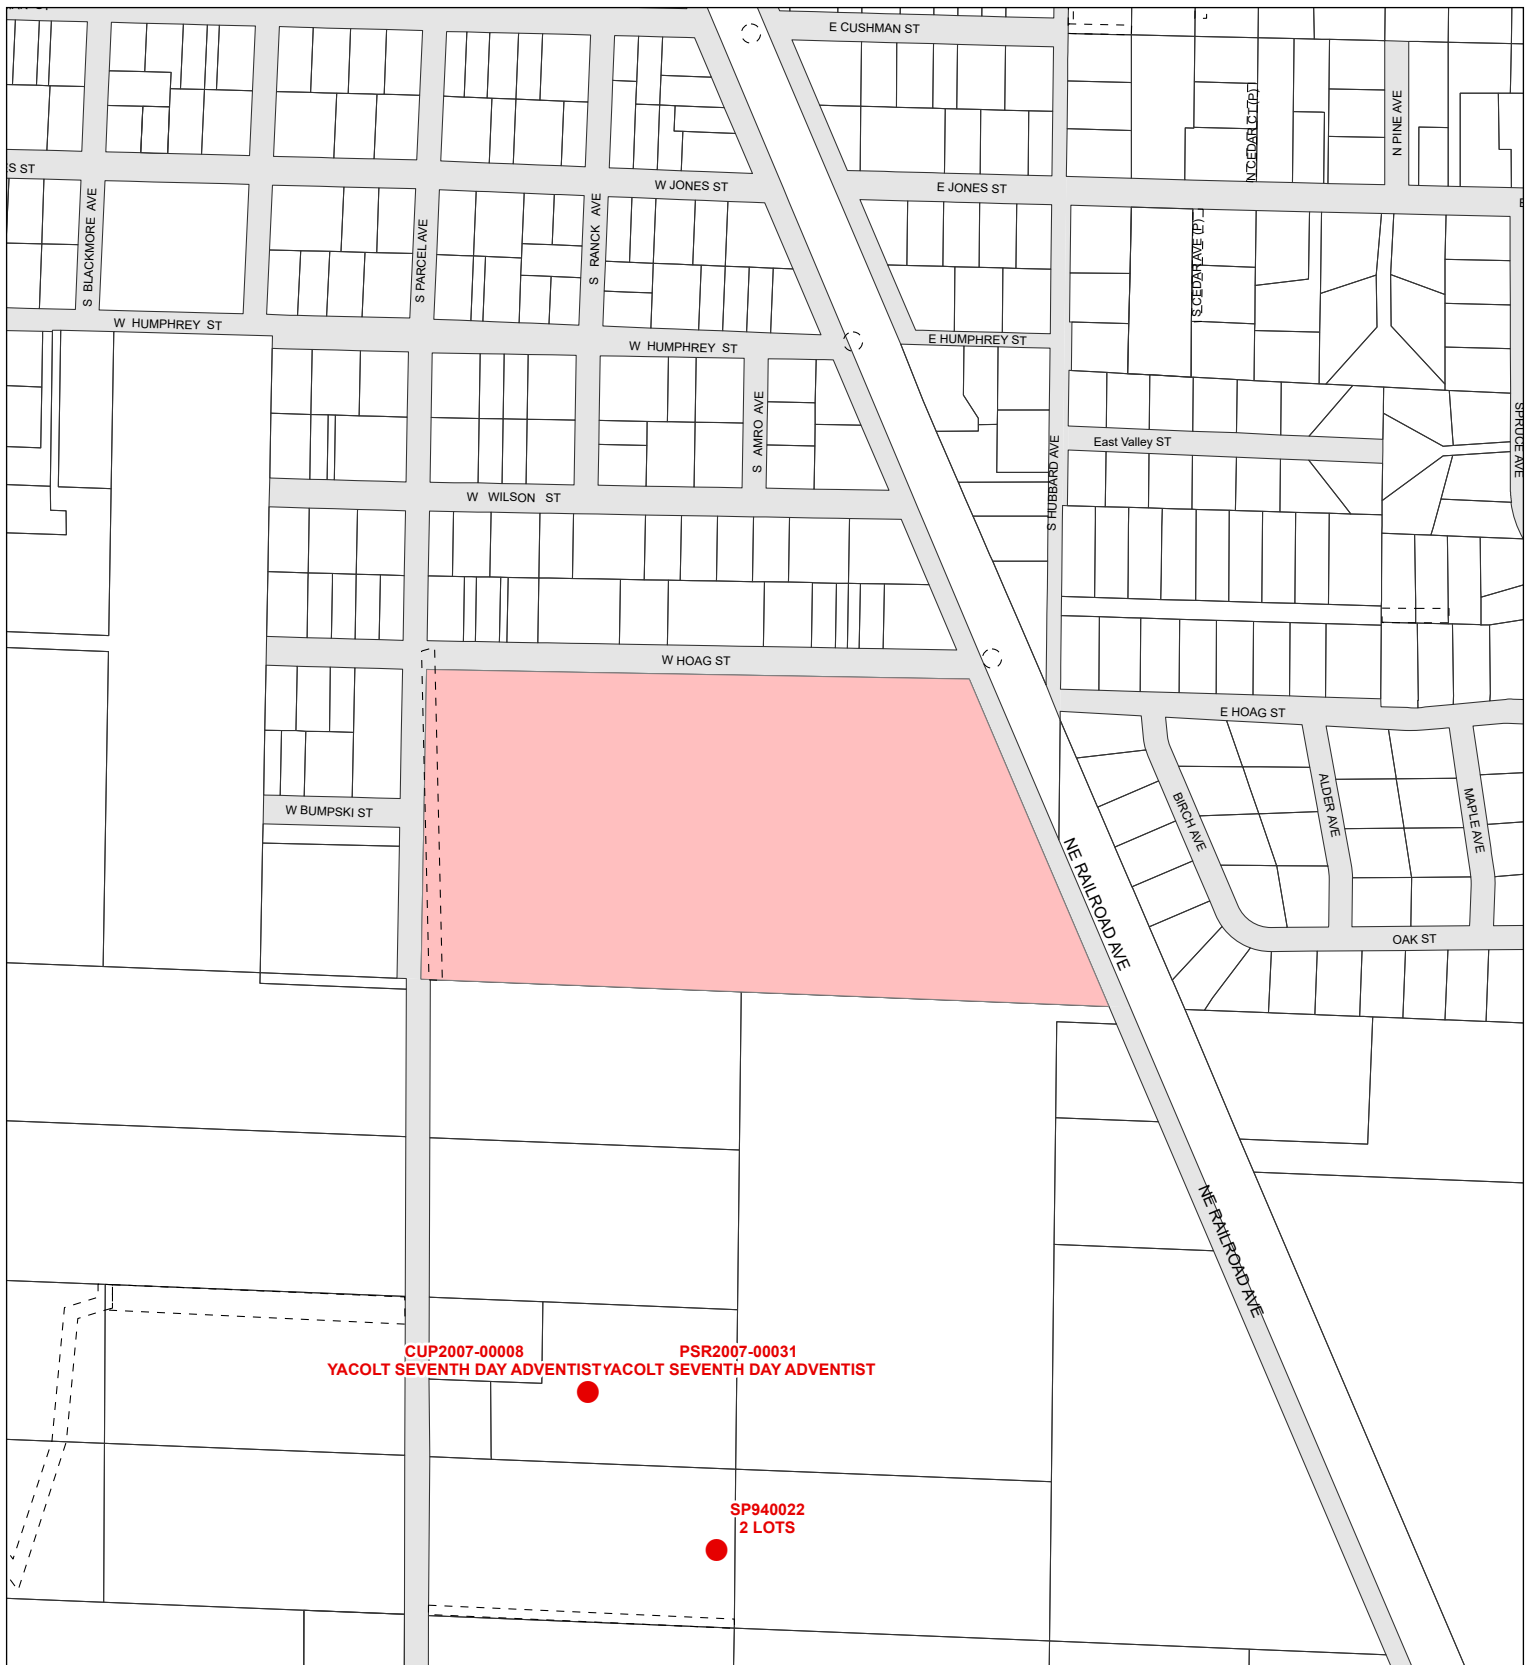 E CUSHMAN ST
N PINE AVE
N CEDAR CT (P)
S ST
W JONES ST
E JONES ST
S BLACKMORE AVE
S PARCEL AVE
S RANCK AVE
S CEDAR AVE (P)
W HUMPHREY ST
W HUMPHREY ST
E HUMPHREY ST
S AMRO AVE
S HUBBARD AVE
East Valley ST
SPRUCE AVE
W WILSON ST
W HOAG ST
E HOAG ST
W BUMPSKI ST
BIRCH AVE
ALDER AVE
MAPLE AVE
NE RAILROAD AVE
OAK ST
NE RAILROAD AVE
CUP2007-00008
YACOLT SEVENTH DAY ADVENTIST
PSR2007-00031
YACOLT SEVENTH DAY ADVENTIST
SP940022
2 LOTS